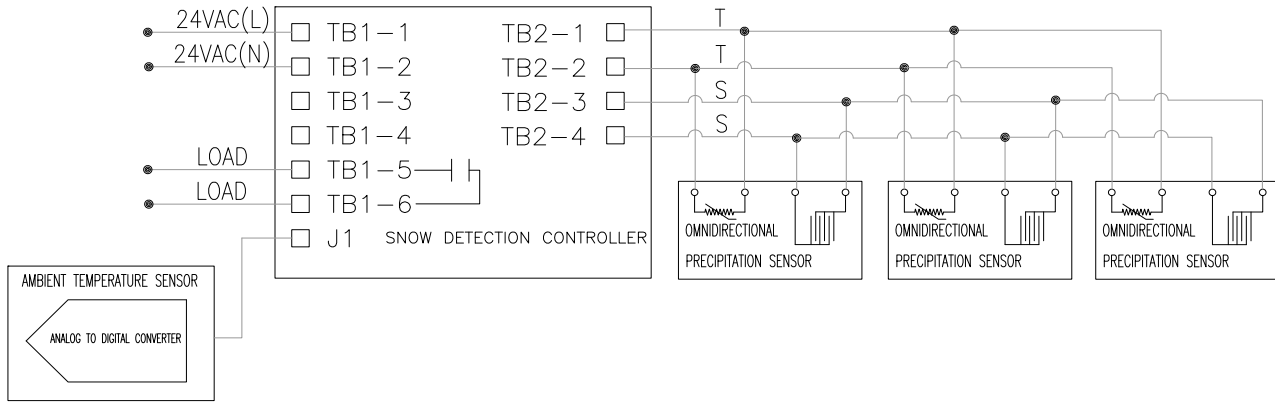 24VAC(L)
24VAC(N)
LOAD
LOAD
TB1-1
TB1-2
TB1-3
TB1-4
TB1-5
TB1-6
J1 SNOW DETECTION CONTROLLER
TB2-1
TB2-2
TB2-3
TB2-4
T
T
S
S
OMNIDIRECTIONAL
PRECIPITATION SENSOR
OMNIDIRECTIONAL
PRECIPITATION SENSOR
OMNIDIRECTIONAL
PRECIPITATION SENSOR
AMBIENT TEMPERATURE SENSOR
ANALOG TO DIGITAL CONVERTER